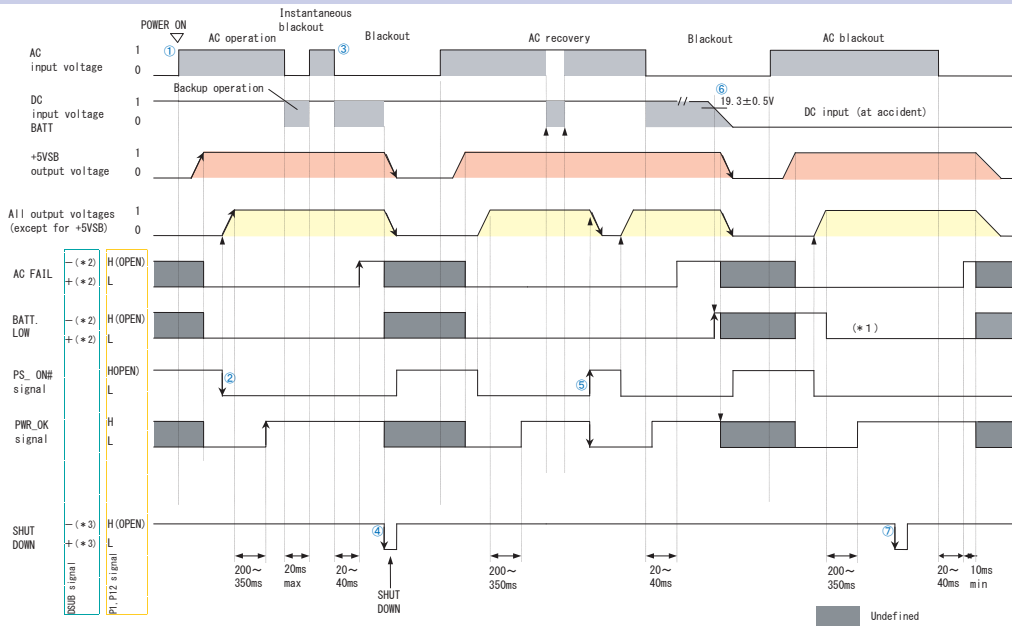 Instantaneous
blackout
POWER ON
AC operation
Blackout
AC recovery
Blackout
AC blackout
AC
input voltage
1
0
①
③
Backup operation
⑥
19.3±0.5V
DC
input voltage
BATT
1
0
//
DC input (at accident)
+5VSB
output voltage
1
0
All output voltages
(except for +5VSB)
1
0
AC FAIL
-(*2)
+(*2)
H(OPEN)
L
BATT.
LOW
-(*2)
+(*2)
H(OPEN)
L
(*1)
PS_ ON#
signal
HOPEN)
L
②
⑤
PWR_OK
signal
H
L
SHUT
DOWN
-(*3)
+(*3)
H(OPEN)
L
④
⑦
DSUB signal
P1, P12 signal
200~
350ms
20ms
max
20~
40ms
SHUT
DOWN
200~
350ms
20~
40ms
200~
350ms
20~
40ms
10ms
min
Undefined